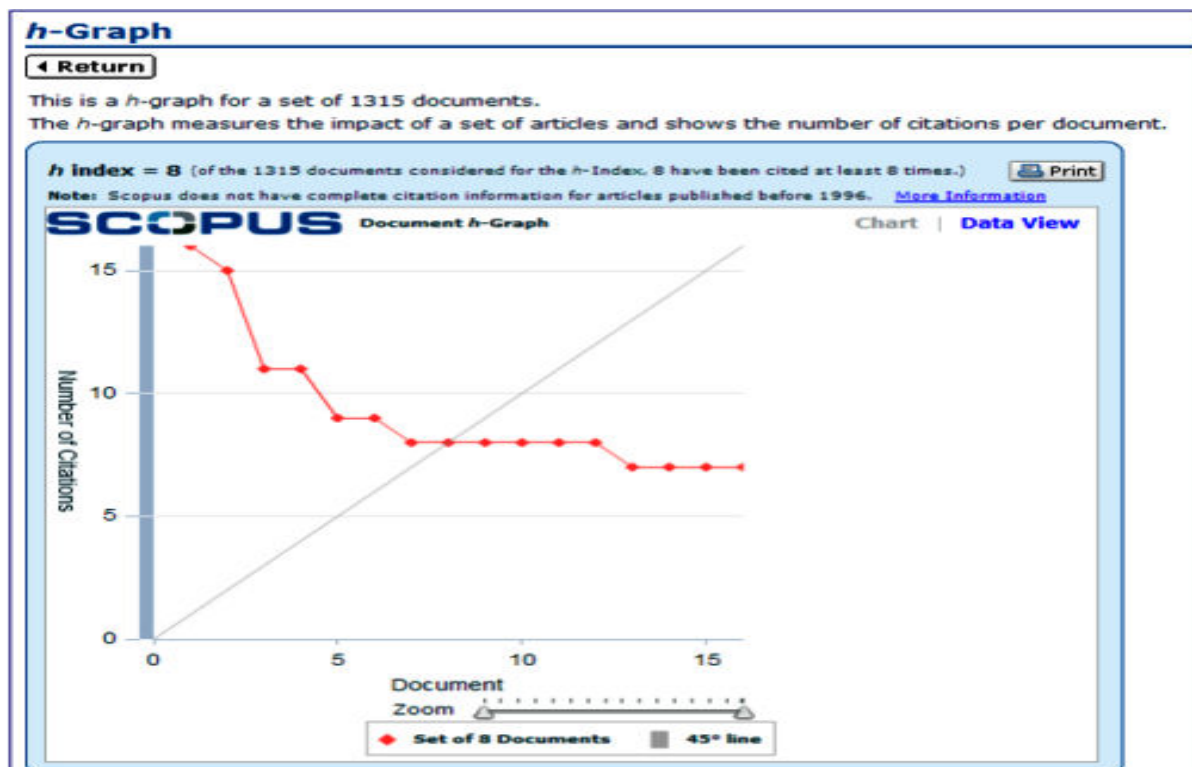 h-Graph
Return
This is a h-graph for a set of 1315 documents.
The h-graph measures the impact of a set of articles and shows the number of citations per document.
h index = 8 (of the 1315 documents considered for the h-Index, 8 have been cited at least 8 times.) Print
Note: Scopus does not have complete citation information for articles published before 1996. More Information
SCOPUS Document h-Graph Chart | Data View
15
10
5
0
Number of Citations
0 5 10 15
Document
Zoom
Set of 8 Documents 45° line